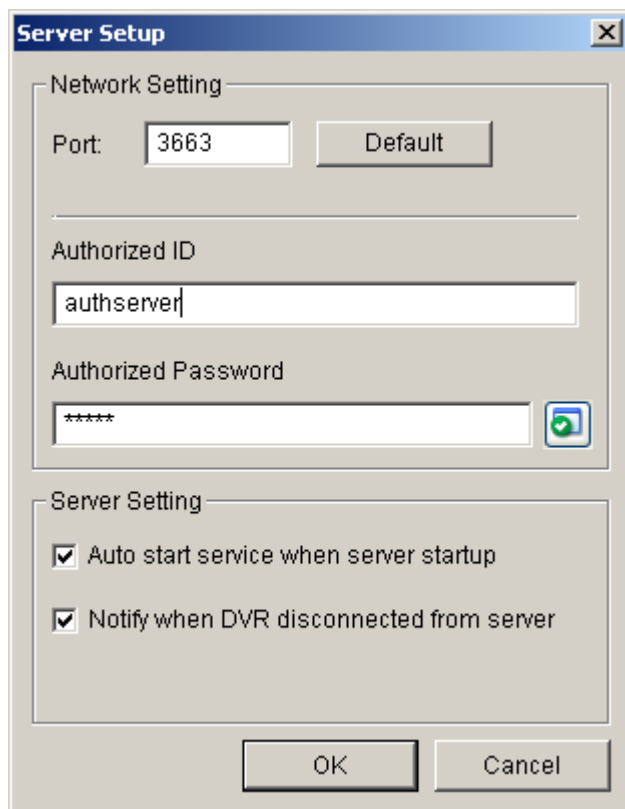 Server Setup
Network Setting
Port: 3663 Default
Authorized ID
authserver
Authorized Password
*****
Server Setting
Auto start service when server startup
Notify when DVR disconnected from server
OK Cancel